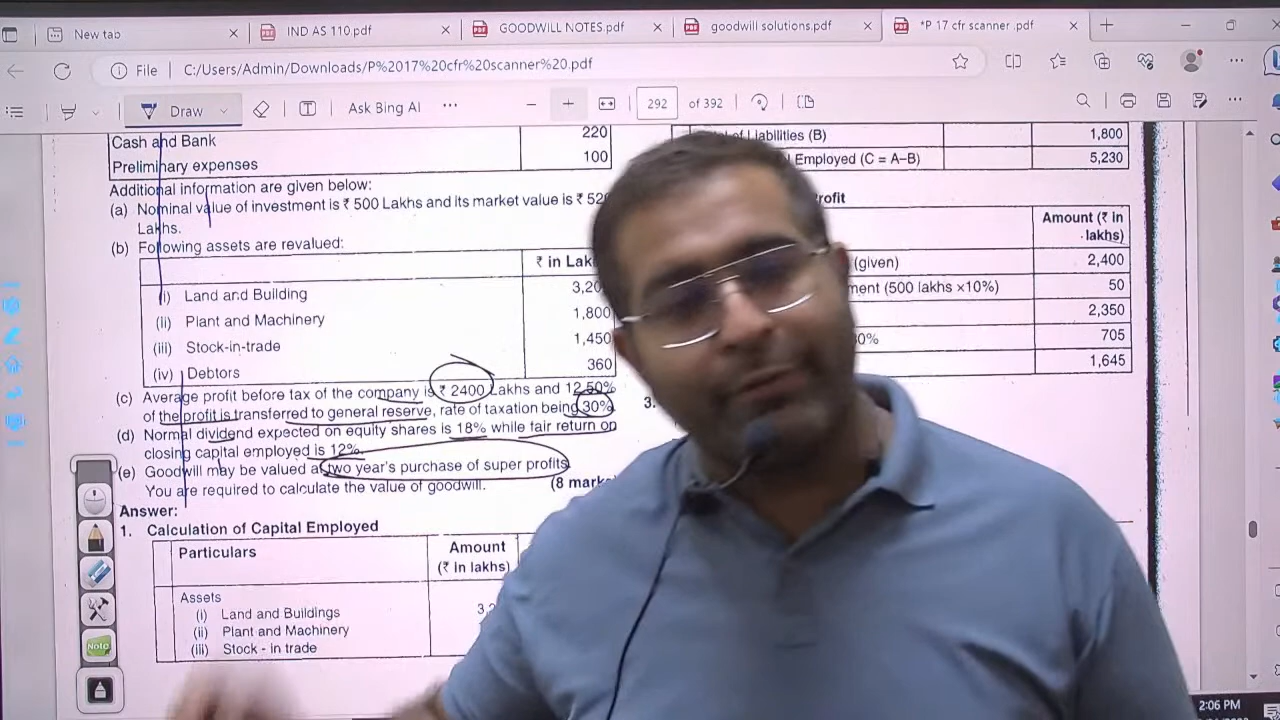 New tab
IND AS 110.pdf
GOODWILL NOTES.pdf
goodwill solutions.pdf
*P 17 cfr scanner .pdf
File | C:/Users/Admin/Downloads/P%2017%20cfr%20scanner%20.pdf
Draw
Ask Bing AI
292 of 392
Cash and Bank 220
Preliminary expenses 100
Additional information are given below:
(a) Nominal value of investment is ₹ 500 Lakhs and its market value is ₹
Lakhs.
(b) Following assets are revalued:
₹ in
(i) Land and Building
(ii) Plant and Machinery 1,800
(iii) Stock-in-trade 1,450
(iv) Debtors 360
(c) Average profit before tax of the company is ₹ 2400 Lakhs and 12.50%
of the profit is transferred to general reserve, rate of taxation being 30%.
(d) Normal dividend expected on equity shares is 18% while fair return on
closing capital employed is 12%.
(e) Goodwill may be valued at two year's purchase of super profits.
You are required to calculate the value of goodwill. (8
Answer:
1. Calculation of Capital Employed
Particulars Amount
(₹ in lakhs)
Assets
(i) Land and Buildings
(ii) Plant and Machinery
(iii) Stock - in trade
Liabilities (B) 1,800
Employed (C = A–B) 5,230
Amount (₹ in
lakhs)
(given) 2,400
(500 lakhs ×10%) 50
2,350
705
1,645
3.
Note
2:06 PM